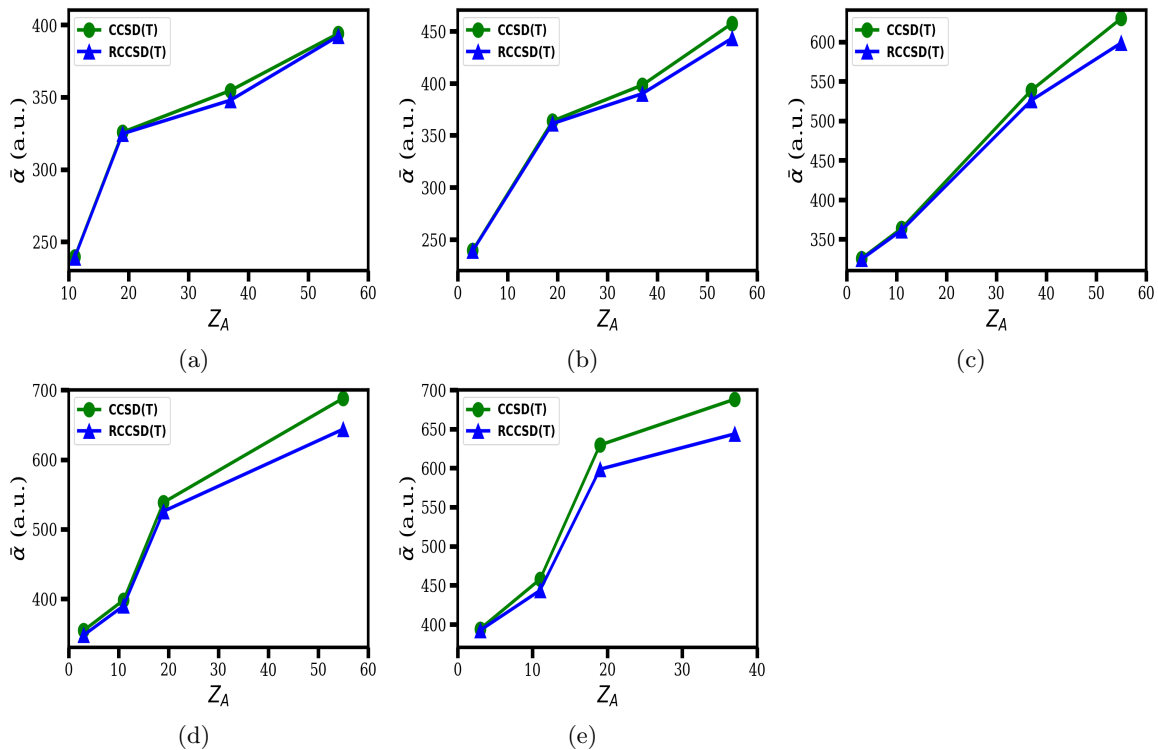 CCSD(T)
RCCSD(T)
400
350
300
250
10 20 30 40 50 60
ᾱ (a.u.)
Z_A
(a)
CCSD(T)
RCCSD(T)
450
400
350
300
250
0 10 20 30 40 50 60
ᾱ (a.u.)
Z_A
(b)
CCSD(T)
RCCSD(T)
600
550
500
450
400
350
0 10 20 30 40 50 60
ᾱ (a.u.)
Z_A
(c)
CCSD(T)
RCCSD(T)
700
600
500
400
0 10 20 30 40 50 60
ᾱ (a.u.)
Z_A
(d)
CCSD(T)
RCCSD(T)
700
650
600
550
500
450
400
0 10 20 30 40
ᾱ (a.u.)
Z_A
(e)